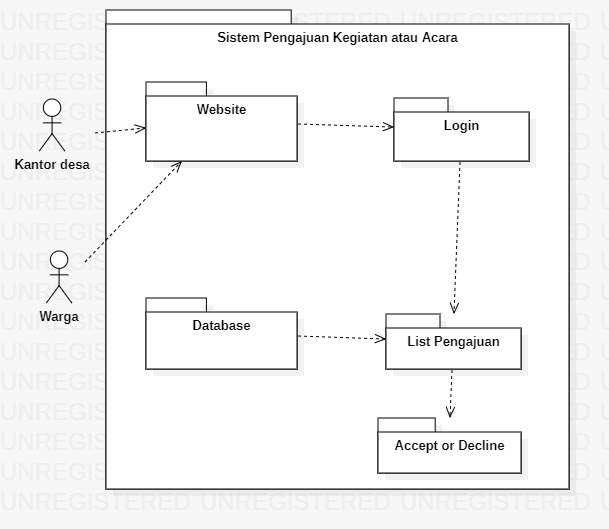 Sistem Pengajuan Kegiatan atau Acara
Website
Login
Kantor desa
Warga
Database
List Pengajuan
Accept or Decline
UNREGISTERED UNREGISTERED UNREGISTERED UNREGISTERED